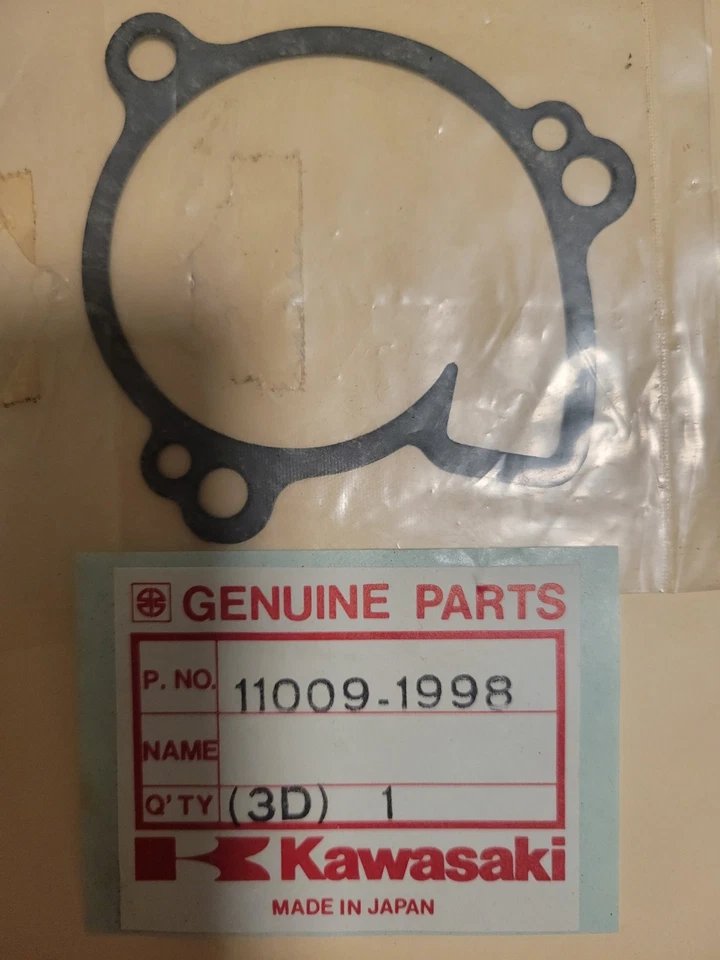 GENUINE PARTS
P. NO. 11009-1998
NAME
Q'TY (3D) 1
Kawasaki
MADE IN JAPAN